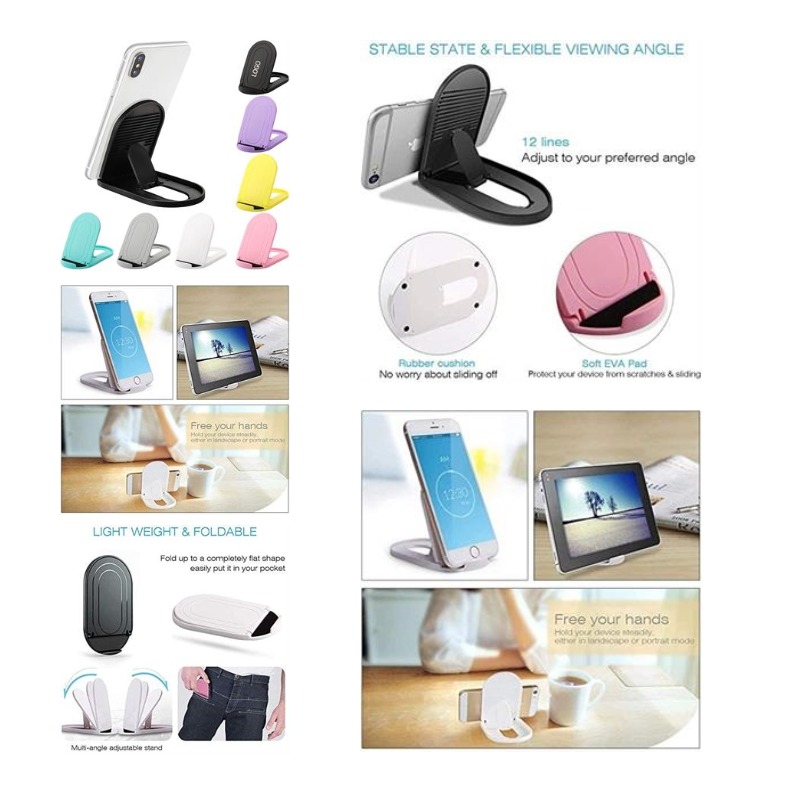 STABLE STATE & FLEXIBLE VIEWING ANGLE
12 lines
Adjust to your preferred angle
Rubber cushion
No worry about sliding off
Soft EVA Pad
Protect your device from scratches & sliding
12:30
Free your hands
Hold your device steadily,
either in landscape or portrait mode
LIGHT WEIGHT & FOLDABLE
Fold up to a completely flat shape
easily put it in your pocket
Multi-angle adjustable stand
12:30
Free your hands
Hold your device steadily,
either in landscape or portrait mode